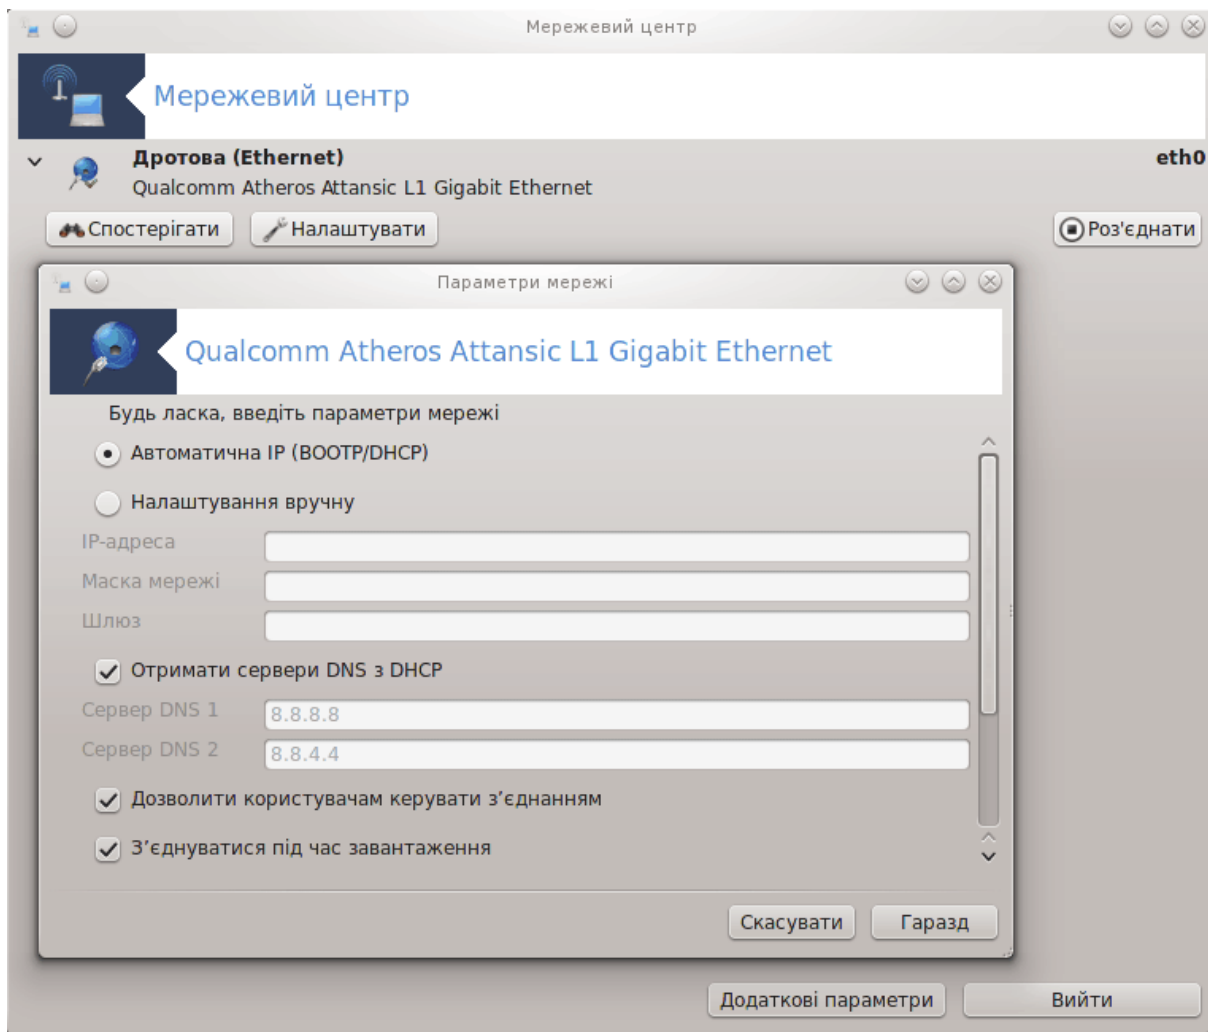 Мережевий центр
Мережевий центр
Дротова (Ethernet) eth0
Qualcomm Atheros Attansic L1 Gigabit Ethernet
Спостерігати Налаштувати Роз'єднати
Параметри мережі
Qualcomm Atheros Attansic L1 Gigabit Ethernet
Будь ласка, введіть параметри мережі
Автоматична IP (BOOTP/DHCP)
Налаштування вручну
IP-адреса
Маска мережі
Шлюз
Отримати сервери DNS з DHCP
Сервер DNS 1 8.8.8.8
Сервер DNS 2 8.8.4.4
Дозволити користувачам керувати з’єднанням
З’єднуватися під час завантаження
Скасувати Гаразд
Додаткові параметри Вийти